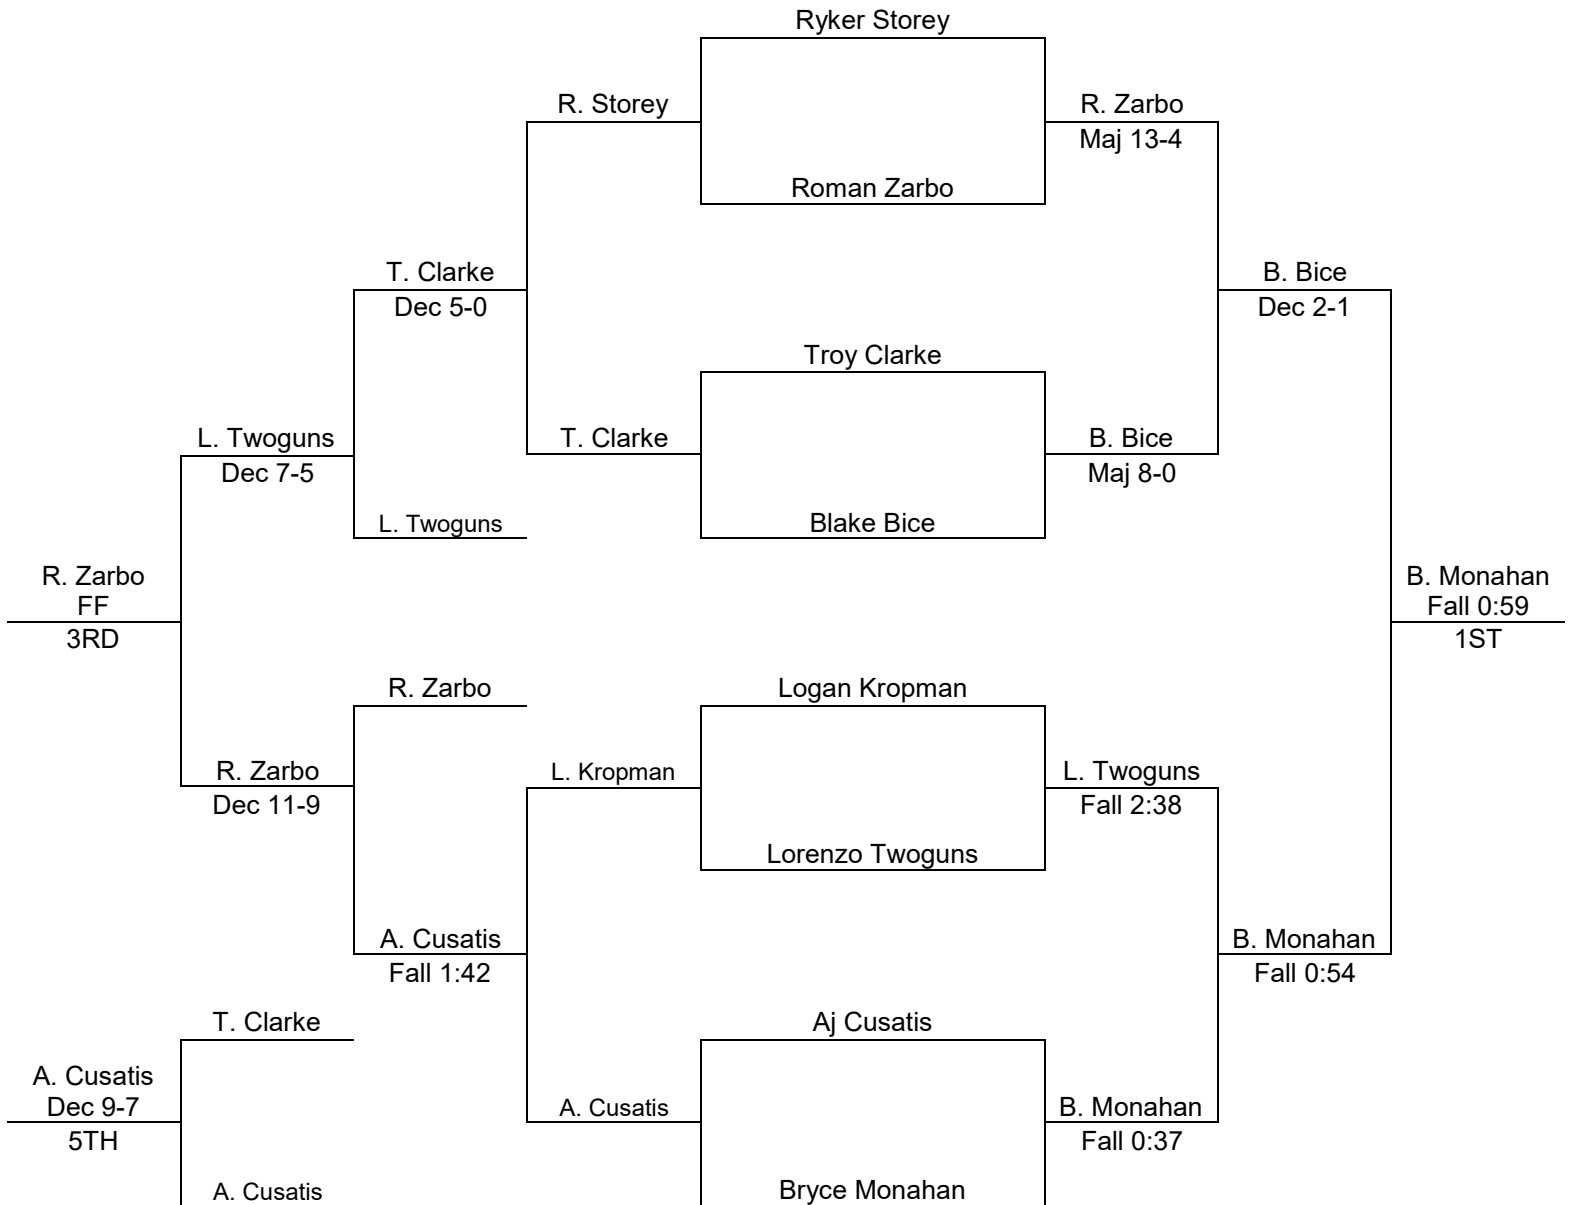 Ryker Storey
R. Storey
R. Zarbo
Maj 13-4
Roman Zarbo
T. Clarke
Dec 5-0
B. Bice
Dec 2-1
Troy Clarke
L. Twoguns
Dec 7-5
T. Clarke
B. Bice
Maj 8-0
L. Twoguns
Blake Bice
R. Zarbo
FF
3RD
B. Monahan
Fall 0:59
1ST
R. Zarbo
Logan Kropman
R. Zarbo
Dec 11-9
L. Kropman
L. Twoguns
Fall 2:38
Lorenzo Twoguns
A. Cusatis
Fall 1:42
B. Monahan
Fall 0:54
T. Clarke
Aj Cusatis
A. Cusatis
Dec 9-7
5TH
A. Cusatis
B. Monahan
Fall 0:37
A. Cusatis
Bryce Monahan